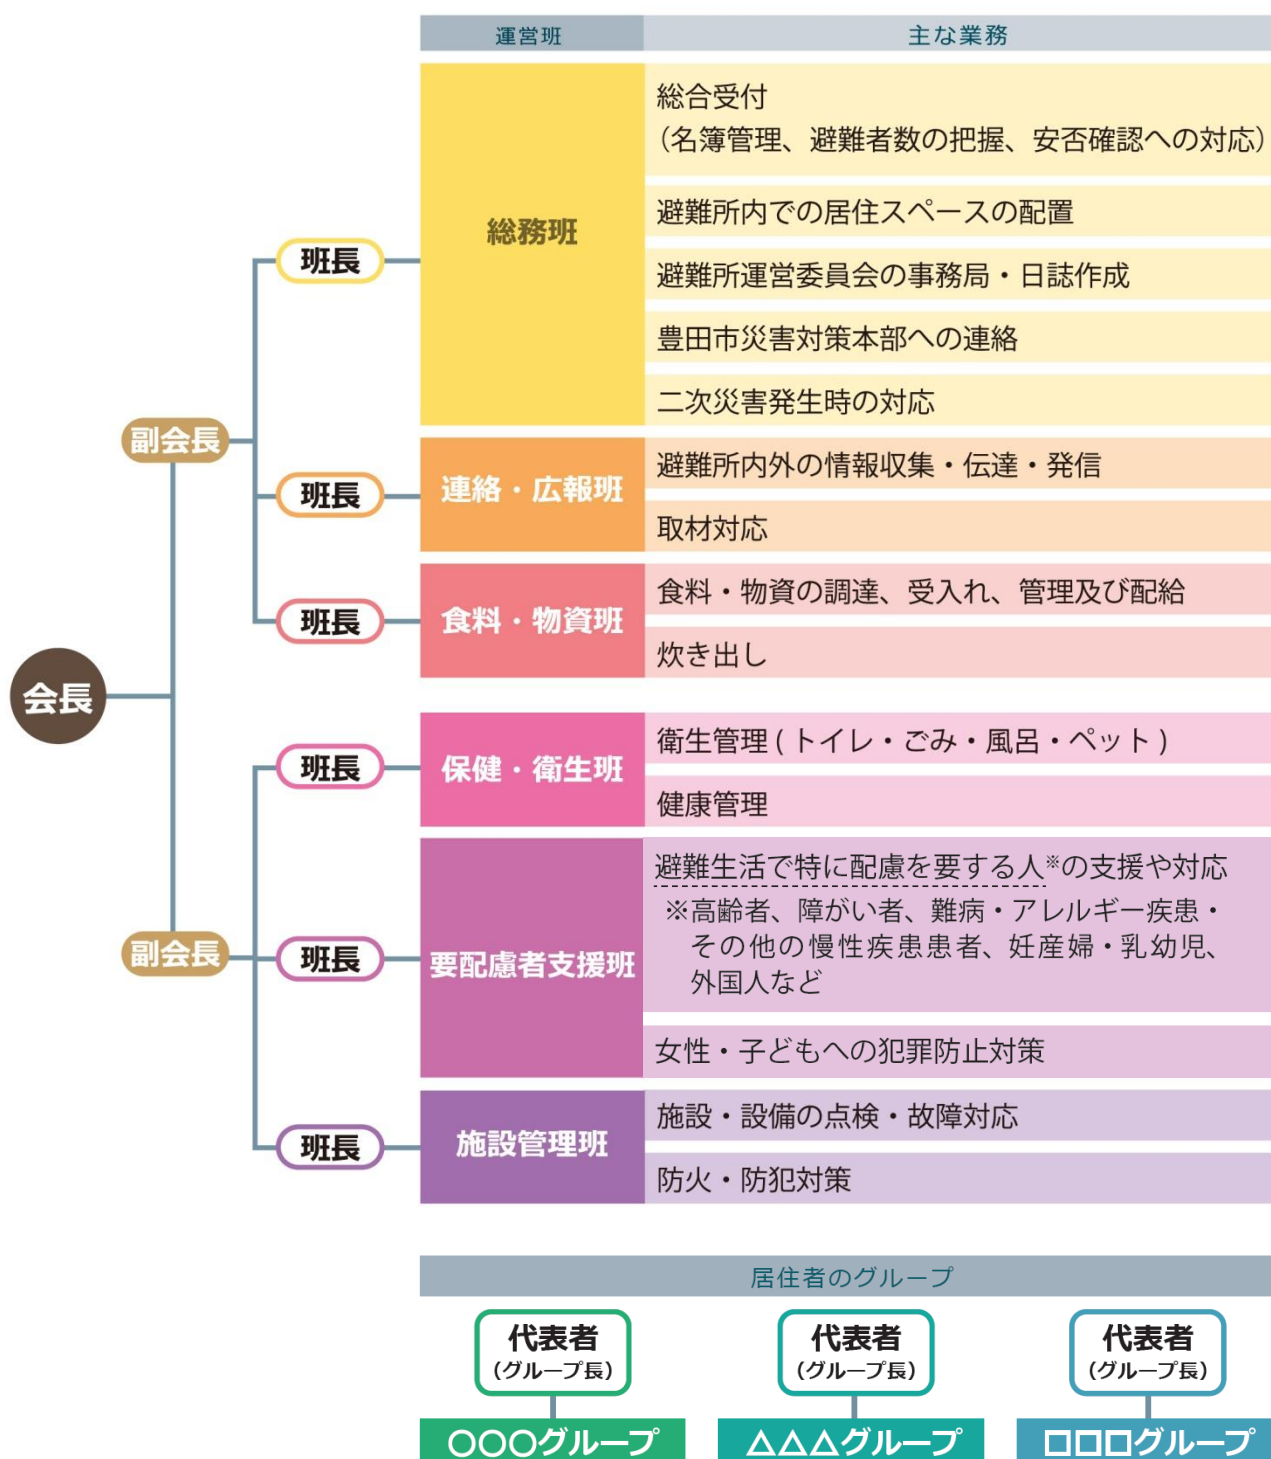 運営班
主な業務
総合受付
（名簿管理、避難者数の把握、安否確認への対応）
避難所内での居住スペースの配置
総務班
班長
避難所運営委員会の事務局・日誌作成
豊田市災害対策本部への連絡
二次災害発生時の対応
副会長
避難所内外の情報収集・伝達・発信
班長
連絡・広報班
取材対応
食料・物資の調達、受入れ、管理及び配給
班長
食料・物資班
炊き出し
会長
衛生管理 ( トイレ・ごみ・風呂・ペット )
班長
保健・衛生班
健康管理
避難生活で特に配慮を要する人※の支援や対応
※高齢者、障がい者、難病・アレルギー疾患・
その他の慢性疾患患者、妊産婦・乳幼児、
外国人など
副会長
班長
要配慮者支援班
女性・子どもへの犯罪防止対策
施設・設備の点検・故障対応
班長
施設管理班
防火・防犯対策
居住者のグループ
代表者
（グループ長）
代表者
（グループ長）
代表者
（グループ長）
〇〇〇グループ
△△△グループ
□□□グループ